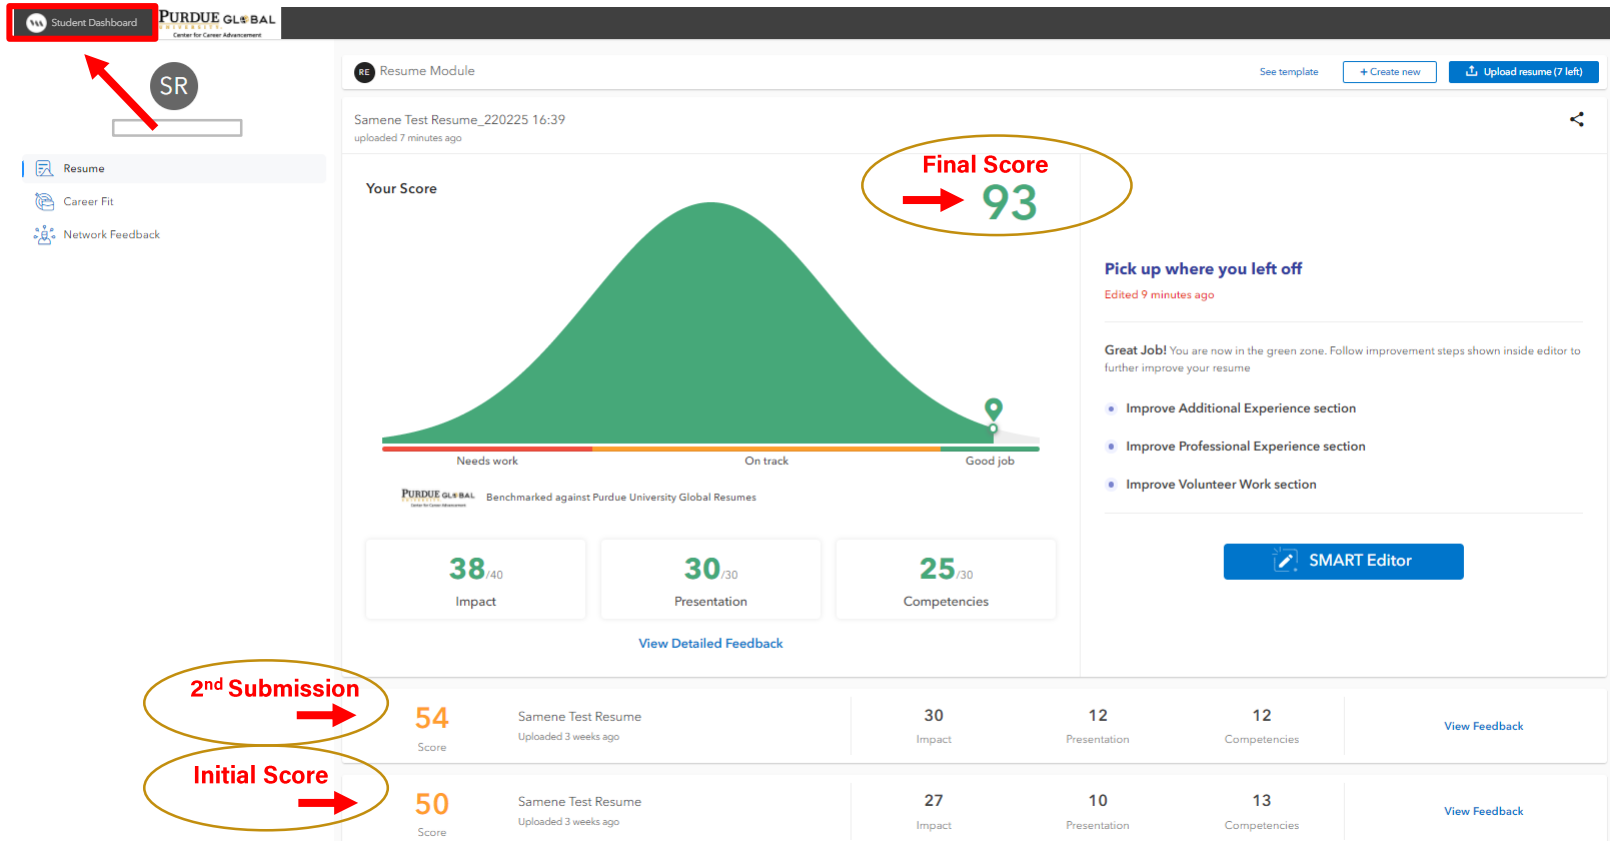 Student Dashboard
PURDUE GLOBAL
UNIVERSITY
Center for Career Advancement
SR
Resume
Career Fit
Network Feedback
RE Resume Module
See template
+ Create new
Upload resume (7 left)
Samene Test Resume_220225 16:39
uploaded 7 minutes ago
Your Score
Final Score
93
Needs work
On track
Good job
PURDUE GLOBAL
UNIVERSITY
Center for Career Advancement
Benchmarked against Purdue University Global Resumes
38/40
Impact
30/30
Presentation
25/30
Competencies
View Detailed Feedback
Pick up where you left off
Edited 9 minutes ago
Great Job! You are now in the green zone. Follow improvement steps shown inside editor to
further improve your resume
Improve Additional Experience section
Improve Professional Experience section
Improve Volunteer Work section
SMART Editor
2nd Submission
54
Score
Samene Test Resume
Uploaded 3 weeks ago
30
Impact
12
Presentation
12
Competencies
View Feedback
Initial Score
50
Score
Samene Test Resume
Uploaded 3 weeks ago
27
Impact
10
Presentation
13
Competencies
View Feedback